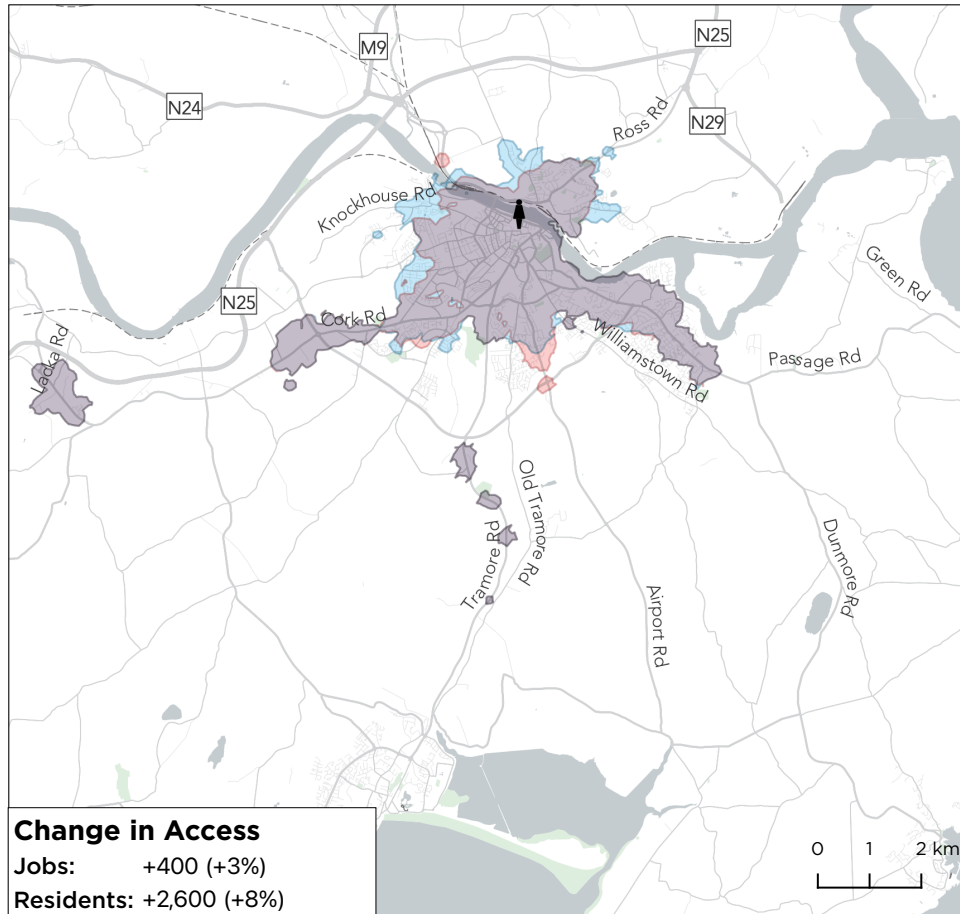 N25
M9
N24
N29
Ross Rd
Knockhouse Rd
Green Rd
N25
Cork Rd
Williamstown Rd
Passage Rd
Lacka Rd
Old Tramore Rd
Tramore Rd
Dunmore Rd
Airport Rd
Change in Access
Jobs: +400 (+3%)
Residents: +2,600 (+8%)
0 1 2 km